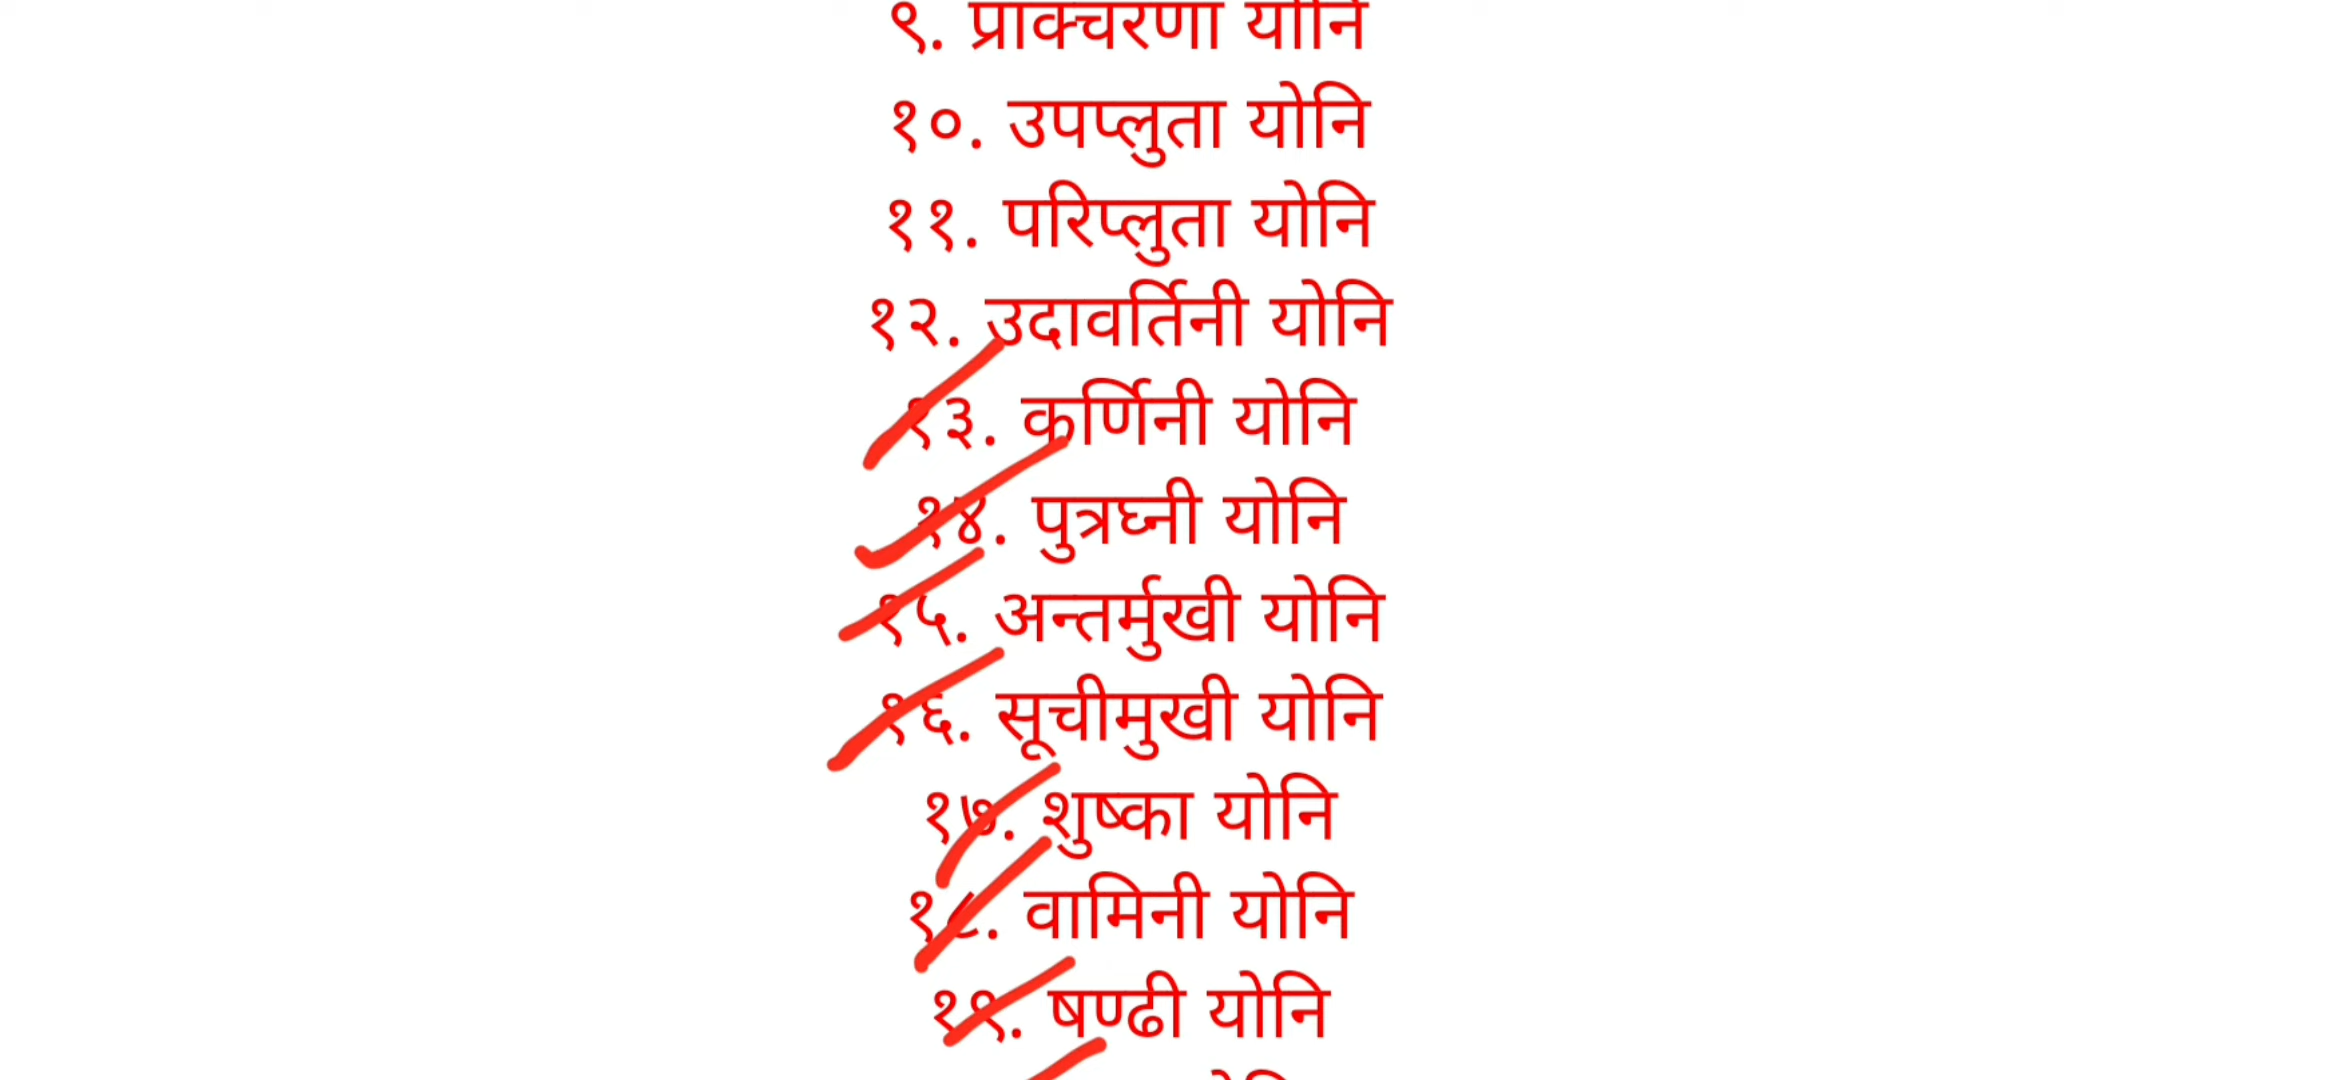 ९. प्राक्चरणा योनि
१०. उपप्लुता योनि
११. परिप्लुता योनि
१२. उदावर्तिनी योनि
१३. कर्णिनी योनि
१४. पुत्रघ्नी योनि
१५. अन्तर्मुखी योनि
१६. सूचीमुखी योनि
१७. शुष्का योनि
१८. वामिनी योनि
१९. षण्ढी योनि